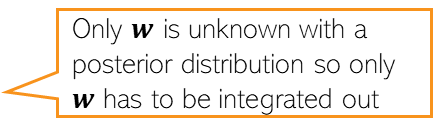 Only w is unknown with a
posterior distribution so only
w has to be integrated out